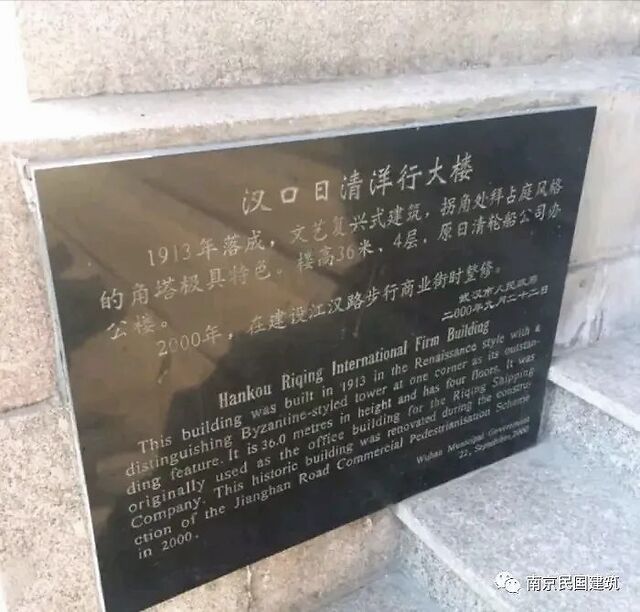 汉口日清洋行大楼
1913年落成，文艺复兴式建筑，拐角处拜占庭风格
的角塔极具特色。楼高36米，4层，原日清轮船公司办
公楼。
2000年，在建设江汉路步行商业街时整修。
武汉市人民政府
二000年九月二十二日
Hankou Riqing International Firm Building
This building was built in 1913 in the Renaissance style with a
distinguishing Byzantine-styled tower at one corner as its outstan-
ding feature. It is 36.0 metres in height and has four floors. It was
originally used as the office building for the Riqing Shipping
Company. This historic building was renovated during the constru-
ction of the Jianghan Road Commercial Pedestrianisation Scheme
in 2000.
Wuhan Municipal Government
22, September, 2000
南京民国建筑